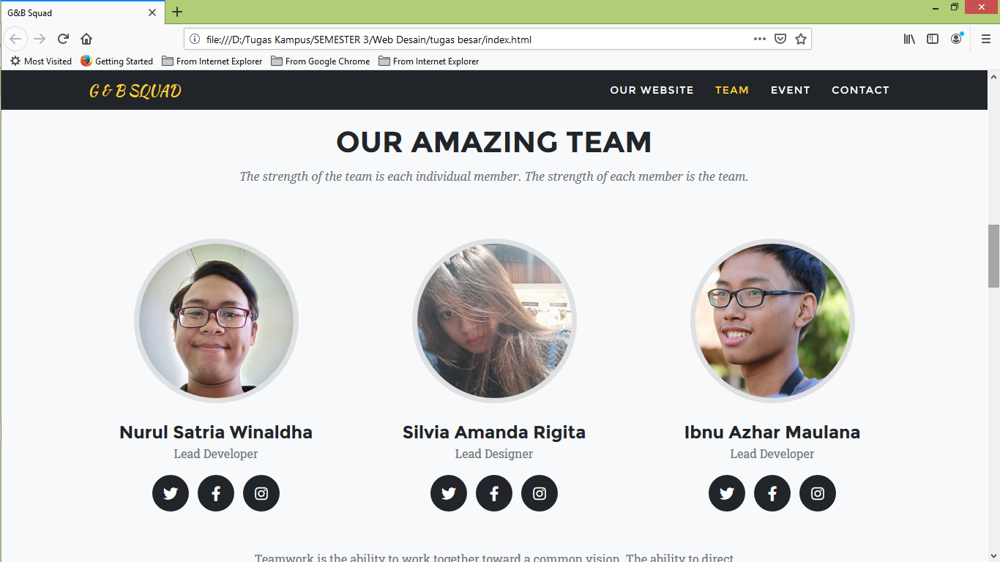 G&B Squad
file:///D:/Tugas Kampus/SEMESTER 3/Web Desain/tugas besar/index.html
Most Visited Getting Started From Internet Explorer From Google Chrome From Internet Explorer
G & B SQUAD OUR WEBSITE TEAM EVENT CONTACT
OUR AMAZING TEAM
The strength of the team is each individual member. The strength of each member is the team.
Nurul Satria Winaldha Silvia Amanda Rigita Ibnu Azhar Maulana
Lead Developer Lead Designer Lead Developer
Teamwork is the ability to work together toward a common vision. The ability to direct